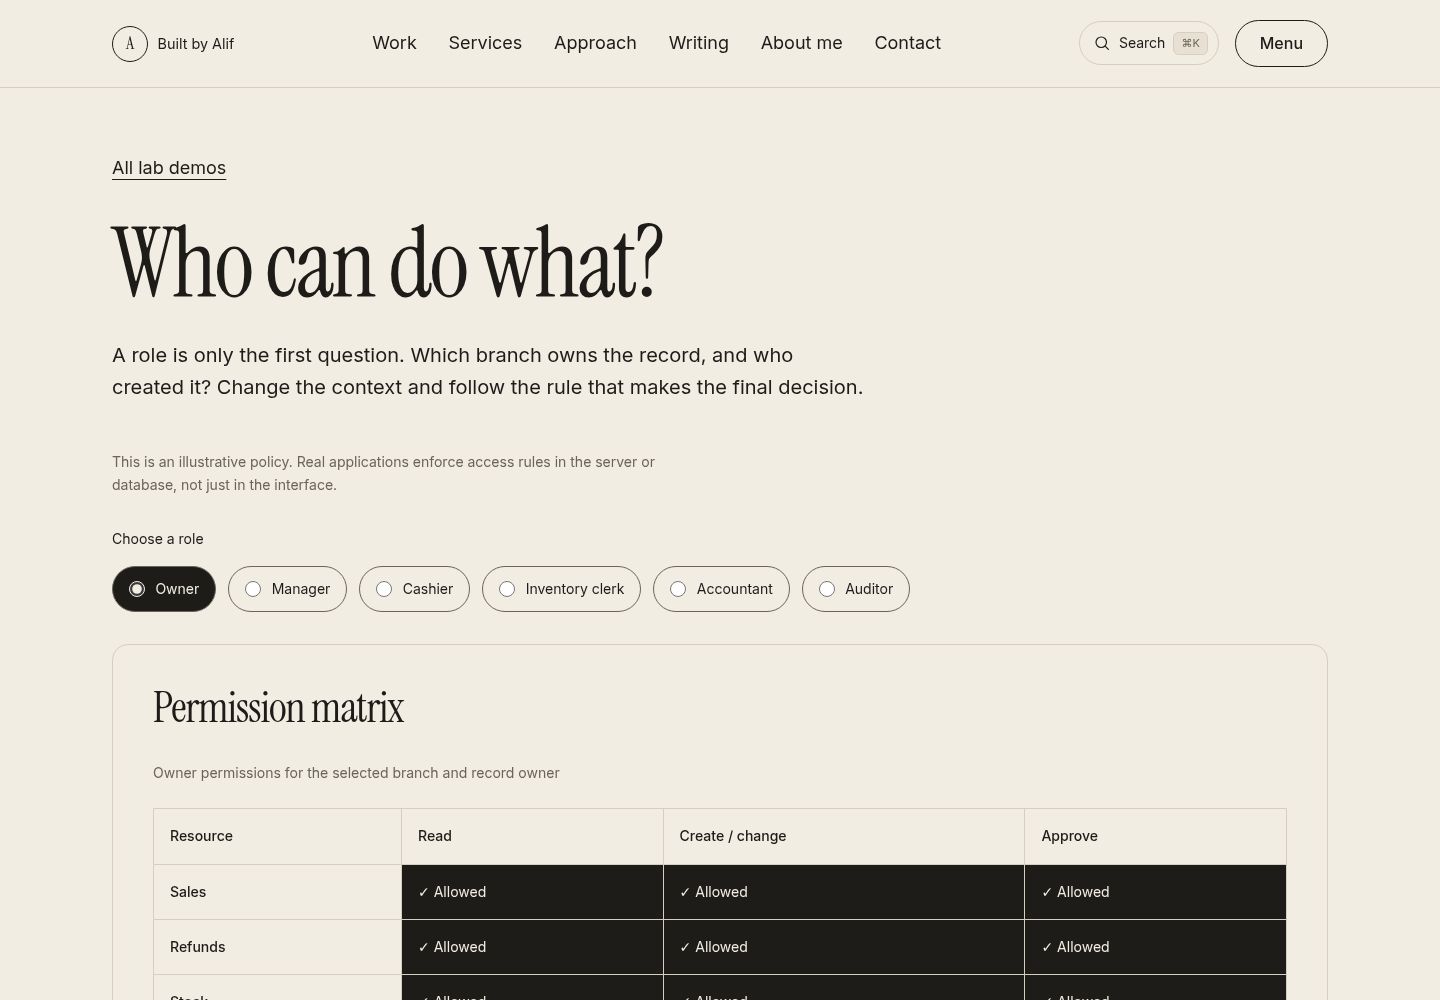 A Built by Alif
Work Services Approach Writing About me Contact
Search ⌘K
Menu
All lab demos
Who can do what?
A role is only the first question. Which branch owns the record, and who
created it? Change the context and follow the rule that makes the final decision.
This is an illustrative policy. Real applications enforce access rules in the server or
database, not just in the interface.
Choose a role
Owner Manager Cashier Inventory clerk Accountant Auditor
Permission matrix
Owner permissions for the selected branch and record owner
Resource Read Create / change Approve
Sales ✓ Allowed ✓ Allowed ✓ Allowed
Refunds ✓ Allowed ✓ Allowed ✓ Allowed
Stock ✓ Allowed ✓ Allowed ✓ Allowed